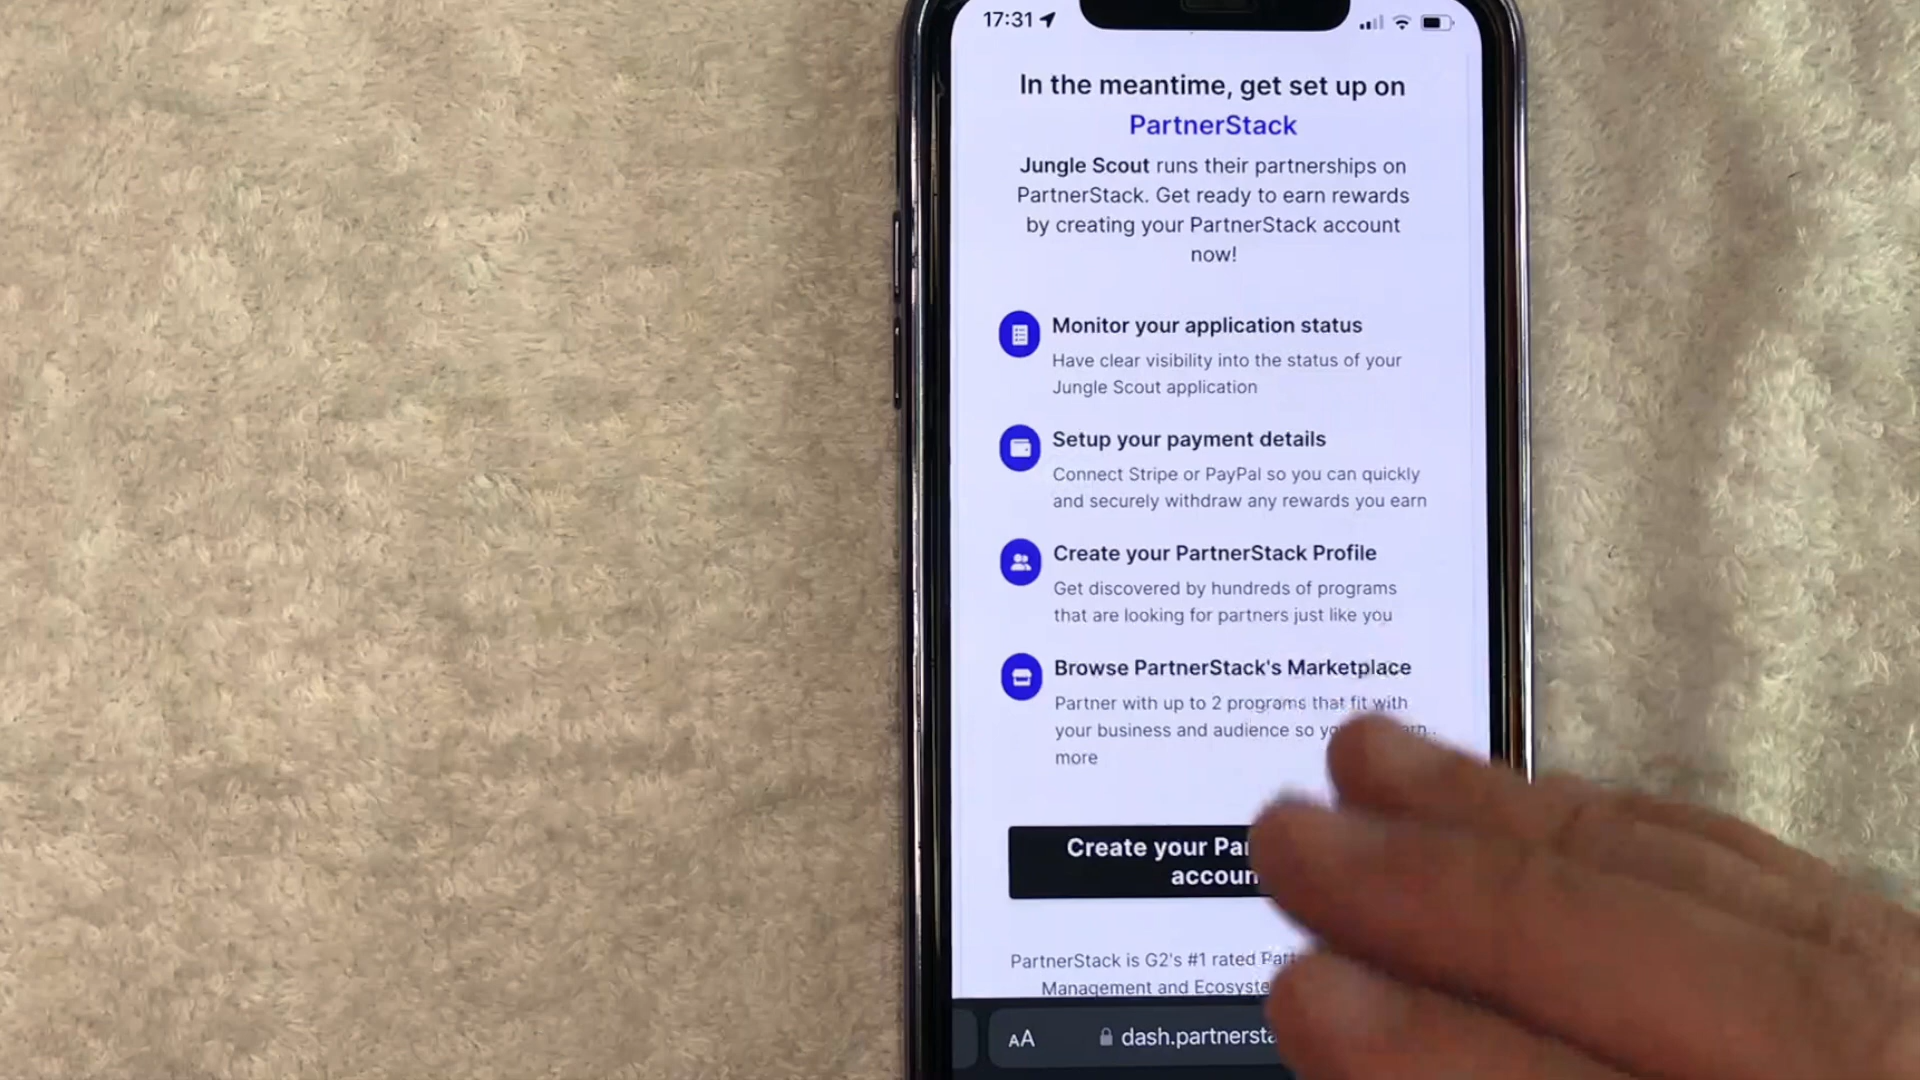 17:31
In the meantime, get set up on
PartnerStack
Jungle Scout runs their partnerships on
PartnerStack. Get ready to earn rewards
by creating your PartnerStack account
now!
Monitor your application status
Have clear visibility into the status of your
Jungle Scout application
Setup your payment details
Connect Stripe or PayPal so you can quickly
and securely withdraw any rewards you earn
Create your PartnerStack Profile
Get discovered by hundreds of programs
that are looking for partners just like you
Browse PartnerStack's Marketplace
Partner with up to 2 programs that fit with
your business and audience so
more
Create your
PartnerStack is G2's #1 rated
Management and
AA
dash.partnersta